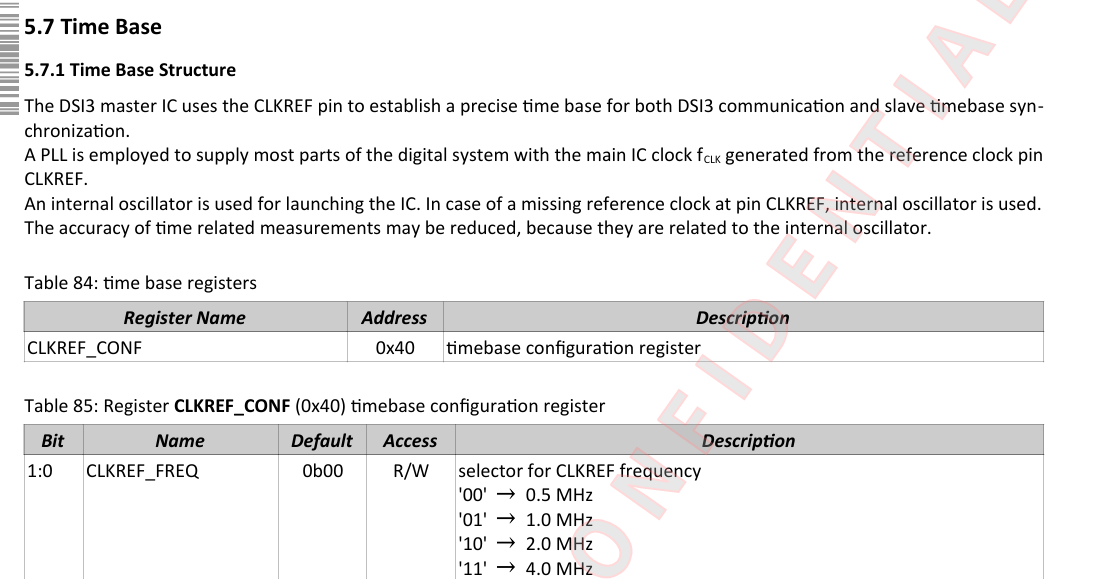 5.7 Time Base
5.7.1 Time Base Structure
The DSI3 master IC uses the CLKREF pin to establish a precise time base for both DSI3 communication and slave timebase syn-
chronization.
A PLL is employed to supply most parts of the digital system with the main IC clock fCLK generated from the reference clock pin
CLKREF.
An internal oscillator is used for launching the IC. In case of a missing reference clock at pin CLKREF, internal oscillator is used.
The accuracy of time related measurements may be reduced, because they are related to the internal oscillator.
Table 84: time base registers
Register Name Address Description
CLKREF_CONF 0x40 timebase configuration register
Table 85: Register CLKREF_CONF (0x40) timebase configuration register
Bit Name Default Access Description
1:0 CLKREF_FREQ 0b00 R/W selector for CLKREF frequency
'00' → 0.5 MHz
'01' → 1.0 MHz
'10' → 2.0 MHz
'11' → 4.0 MHz
ONFIDENTIAL